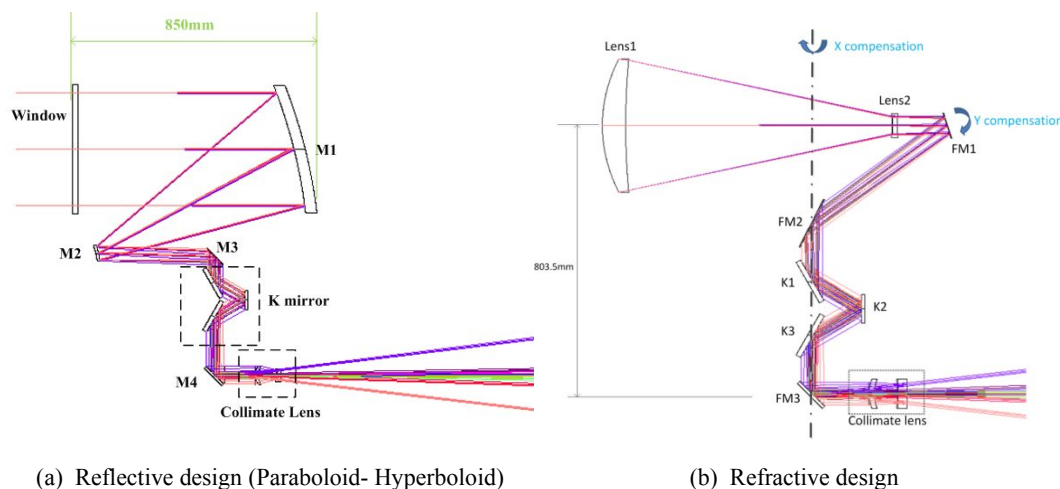 850mm
Window
M1
M2
M3
K mirror
M4
Collimate Lens
(a) Reflective design (Paraboloid- Hyperboloid)
X compensation
Lens1
Lens2
Y compensation
FM1
FM2
803.5mm
K1
K2
K3
FM3
Collimate lens
(b) Refractive design